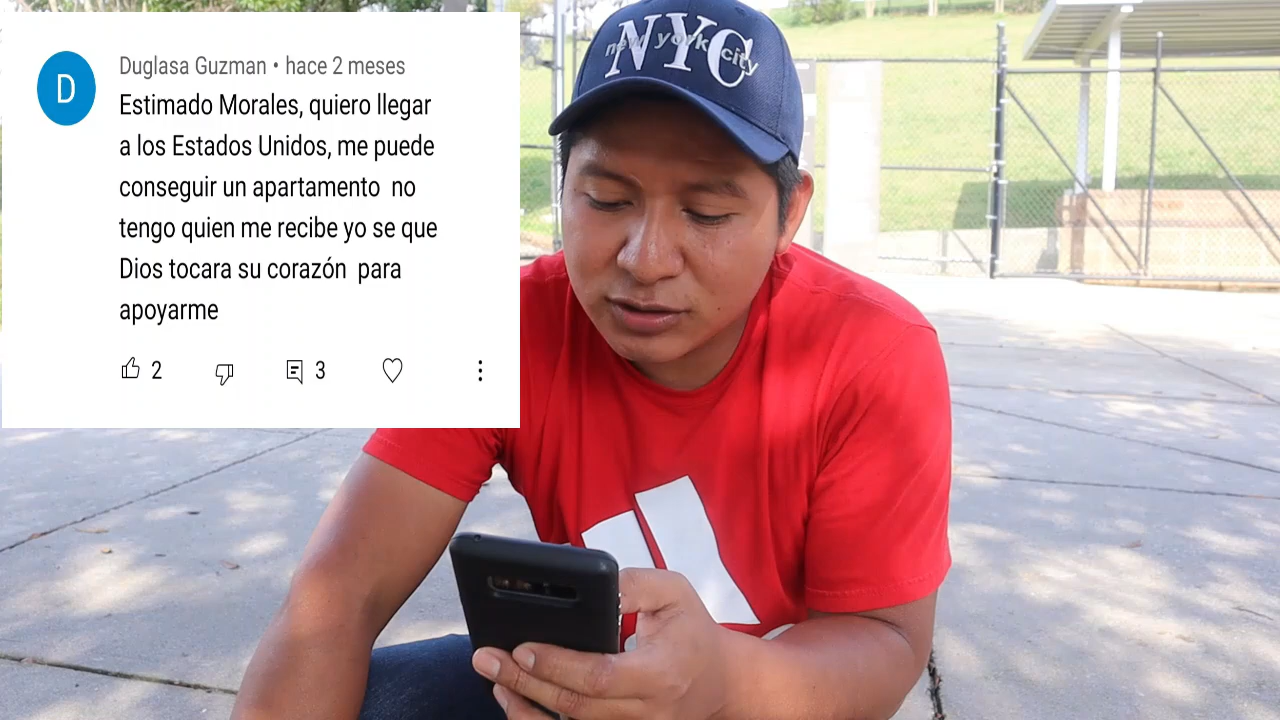 D
Duglasa Guzman • hace 2 meses
Estimado Morales, quiero llegar
a los Estados Unidos, me puede
conseguir un apartamento  no
tengo quien me recibe yo se que
Dios tocara su corazón  para
apoyarme
2
3
NYC
new york city